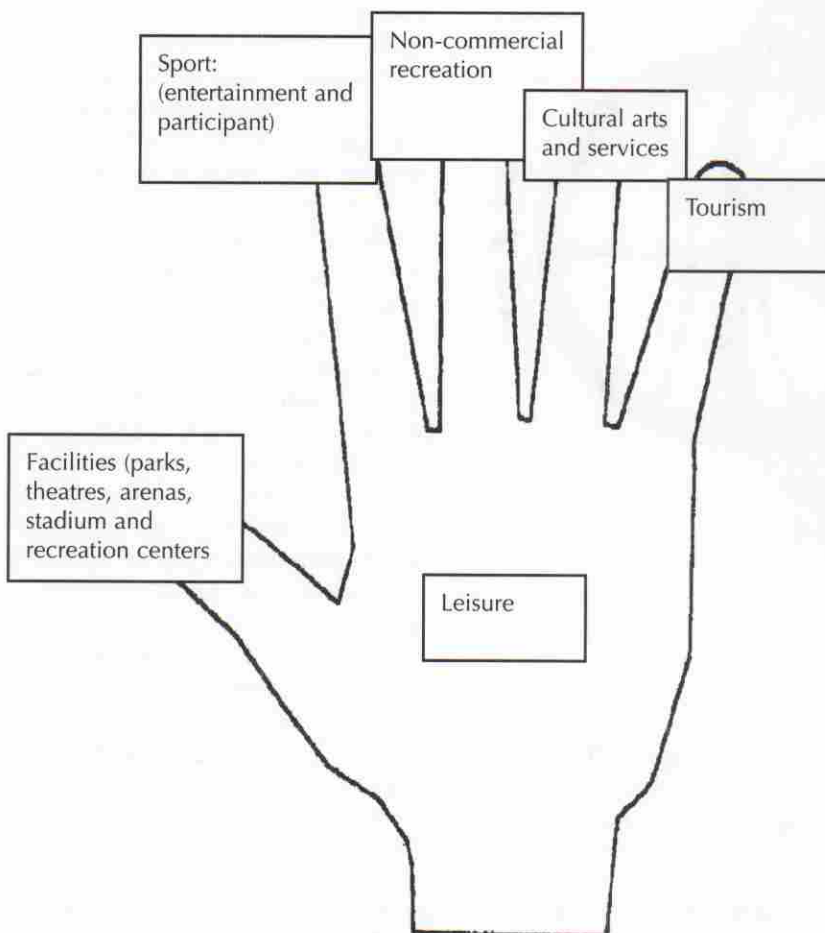 Sport:
(entertainment and
participant)
Non-commercial
recreation
Cultural arts
and services
Tourism
Facilities (parks,
theatres, arenas,
stadium and
recreation centers
Leisure